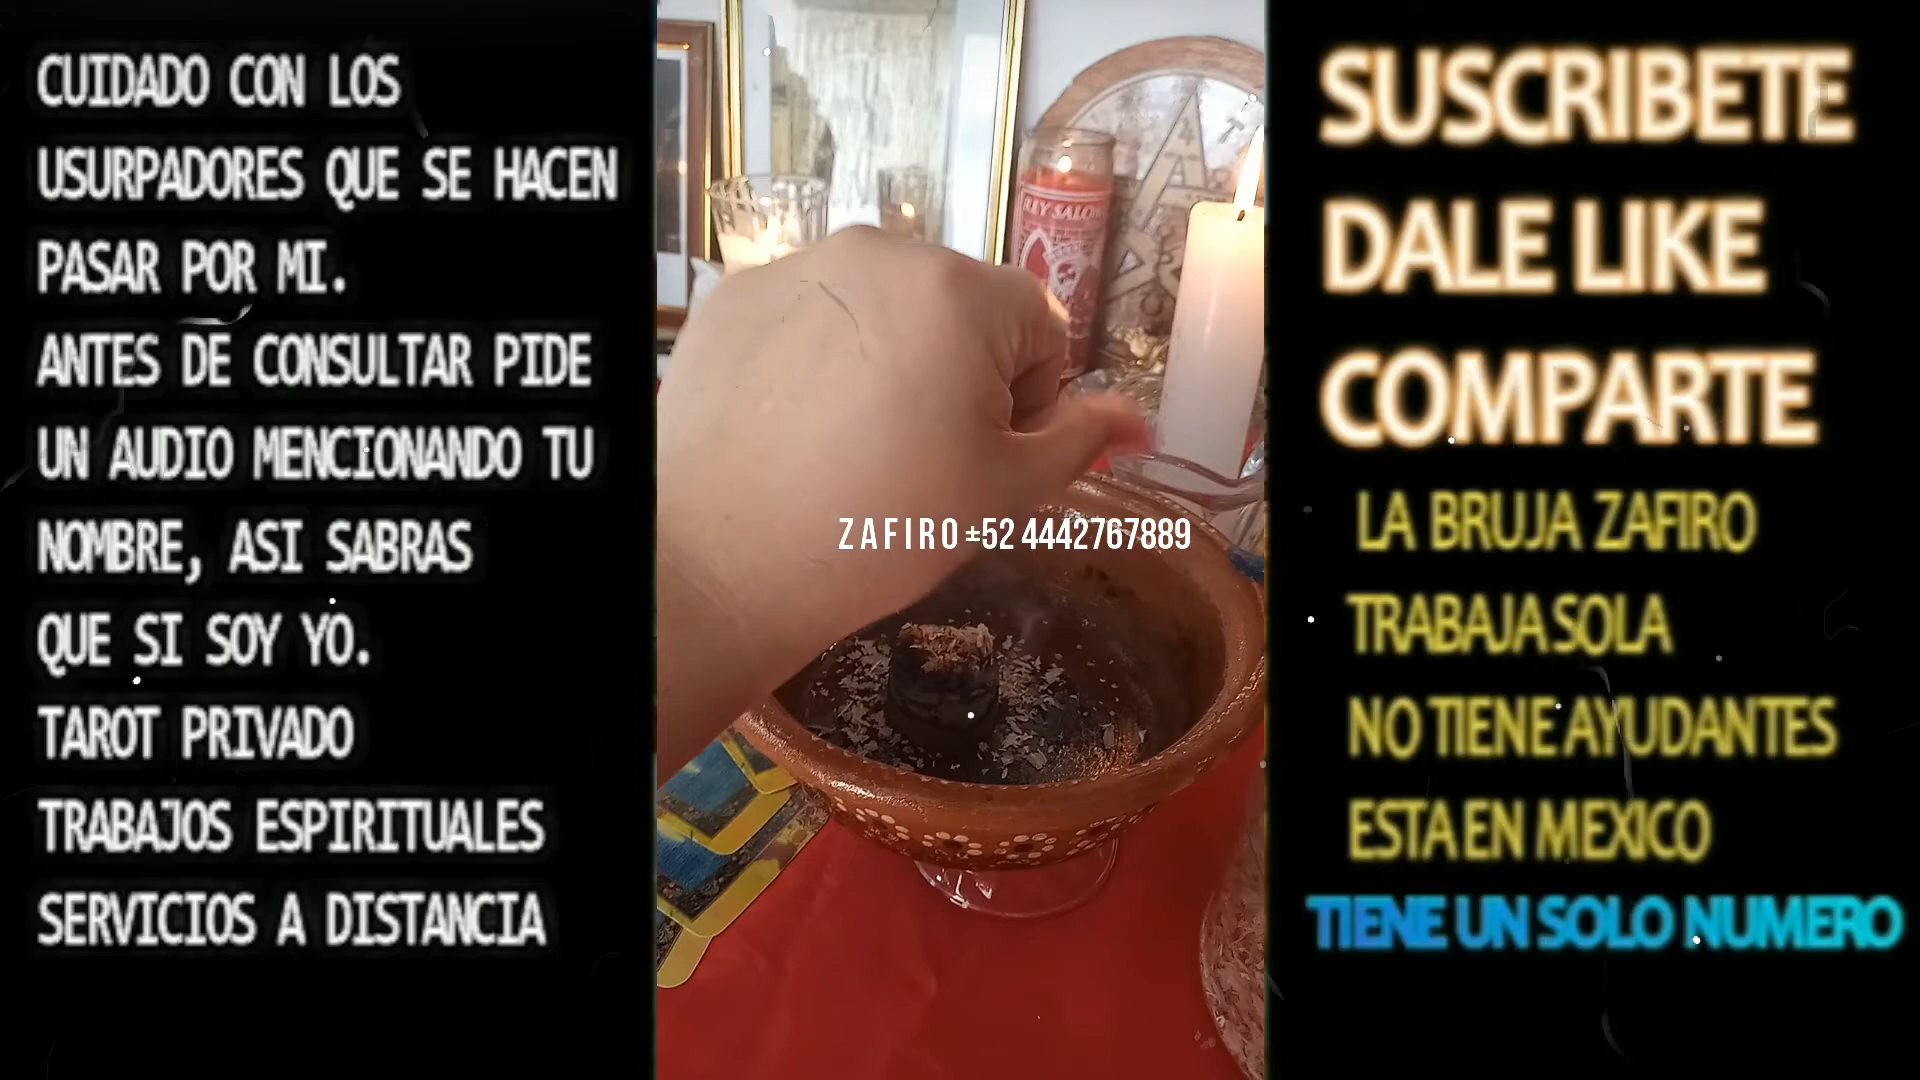 CUIDADO CON LOS
USURPADORES QUE SE HACEN
PASAR POR MI.
ANTES DE CONSULTAR PIDE
UN AUDIO MENCIONANDO TU
NOMBRE, ASI SABRAS
QUE SI SOY YO.
TAROT PRIVADO
TRABAJOS ESPIRITUALES
SERVICIOS A DISTANCIA
REY SALO
ZAFIRO ±52 4442767889
SUSCRIBETE
DALE LIKE
COMPARTE
LA BRUJA ZAFIRO
TRABAJA SOLA
NO TIENE AYUDANTES
ESTA EN MEXICO
TIENE UN SOLO NUMERO